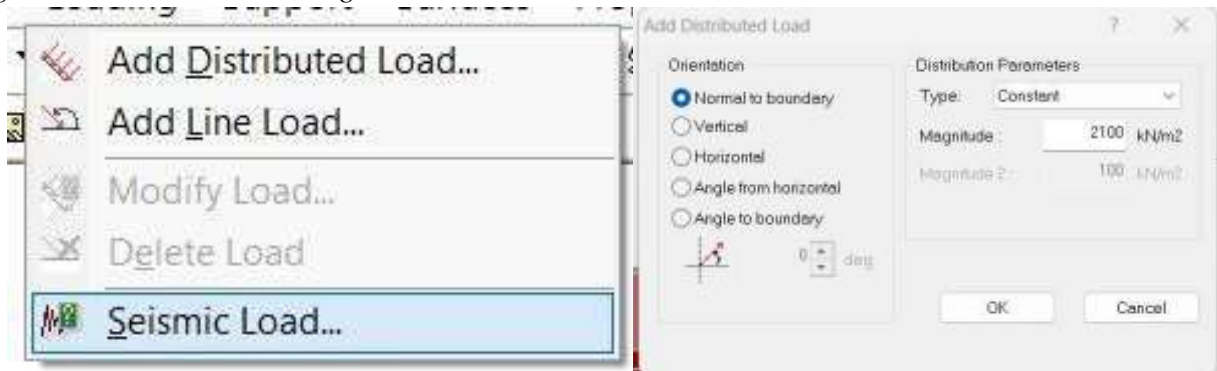 Add Distributed Load...
Add Line Load...
Modify Load...
Delete Load
Seismic Load...
Add Distributed Load ? ×
Orientation
Normal to boundary
Vertical
Horizontal
Angle from horizontal
Angle to boundary
0 deg
Distribution Parameters
Type: Constant
Magnitude : 2100 kN/m2
Magnitude 2 : 100 kN/m2
OK Cancel